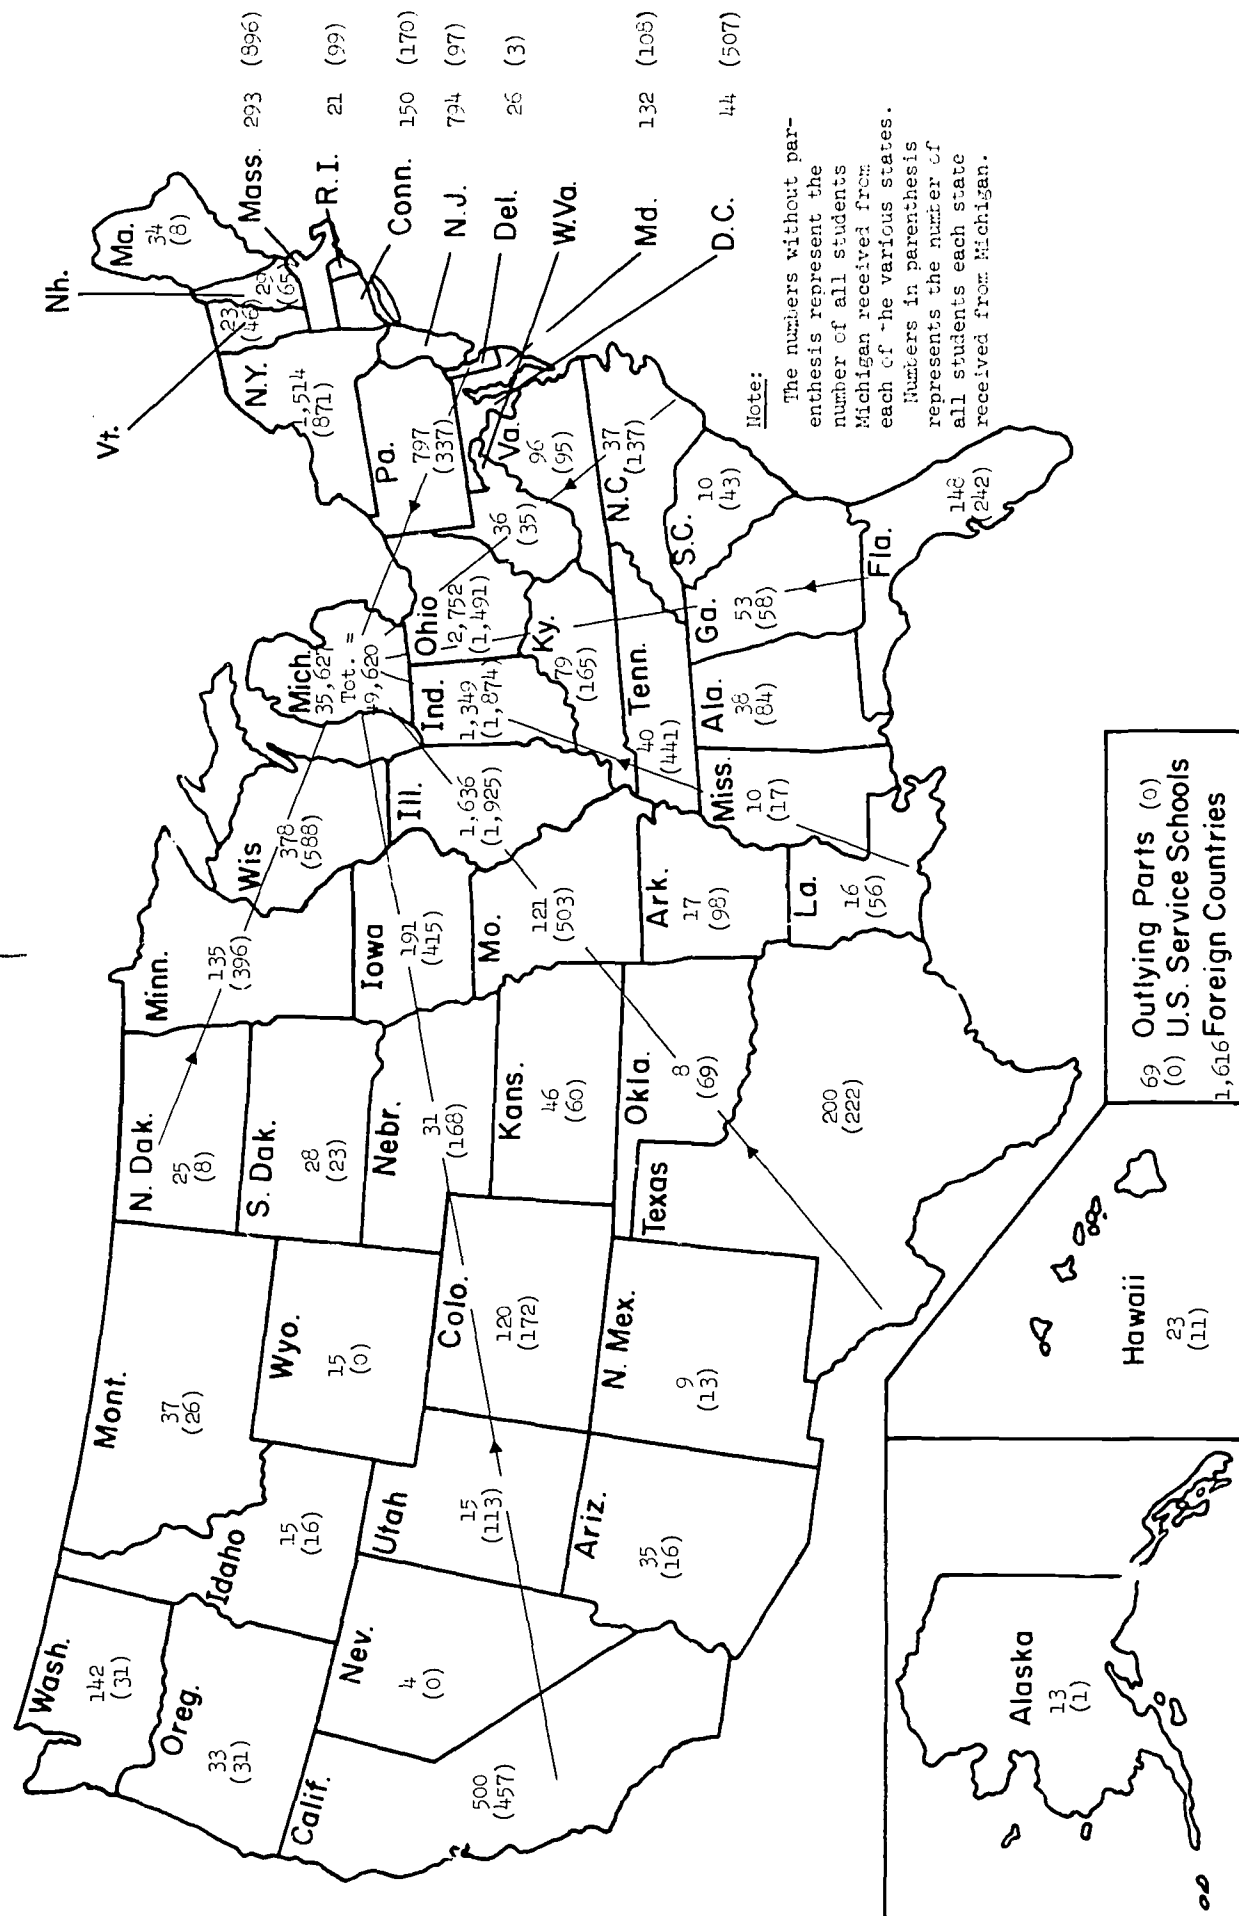 Wash.
142
(31)
Oreg.
33
(31)
Calif.
500
(457)
Nev.
4
(0)
Idaho
15
(16)
Mont.
37
(26)
Wyo.
15
(0)
Utah
15
(113)
Ariz.
35
(16)
Colo.
120
(172)
N. Mex.
9
(13)
N. Dak.
25
(8)
S. Dak.
28
(23)
Nebr.
31
(168)
Kans.
46
(60)
Okla.
8
(69)
Texas
200
(222)
Minn.
135
(396)
Iowa
191
(415)
Mo.
121
(503)
Ark.
17
(98)
La.
16
(56)
Wis
378
(588)
Ill.
1,636
(1,925)
Mich.
35,627
Tot. =
49,620
Ind.
1,349
(1,874)
Ohio
2,752
(1,491)
Ky.
79
(165)
Tenn.
40
(441)
Miss.
10
(17)
Ala.
38
(84)
Ga.
53
(58)
Fla.
148
(242)
S.C.
10
(43)
N.C.
37
(137)
Va.
96
(95)
36
(35)
Pa.
797
(337)
N.Y.
1,514
(871)
Vt.
23
(46)
Nh.
29
(65)
Ma.
34
(8)
Mass. 293 (896)
R.I. 21 (99)
Conn. 150 (170)
N.J. 794 (97)
Del. 26 (3)
W.Va.
Md. 132 (108)
D.C. 44 (507)
Note:
The numbers without par-
enthesis represent the
number of all students
Michigan received from
each of the various states.
Numbers in parenthesis
represents the number of
all students each state
received from Michigan.
Alaska
13
(1)
Hawaii
23
(11)
69 Outlying Parts (0)
(0) U.S. Service Schools
1,616 Foreign Countries